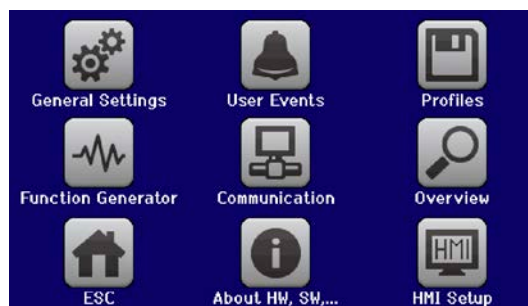 General Settings
User Events
Profiles
Function Generator
Communication
Overview
ESC
About HW, SW,...
HMI
HMI Setup